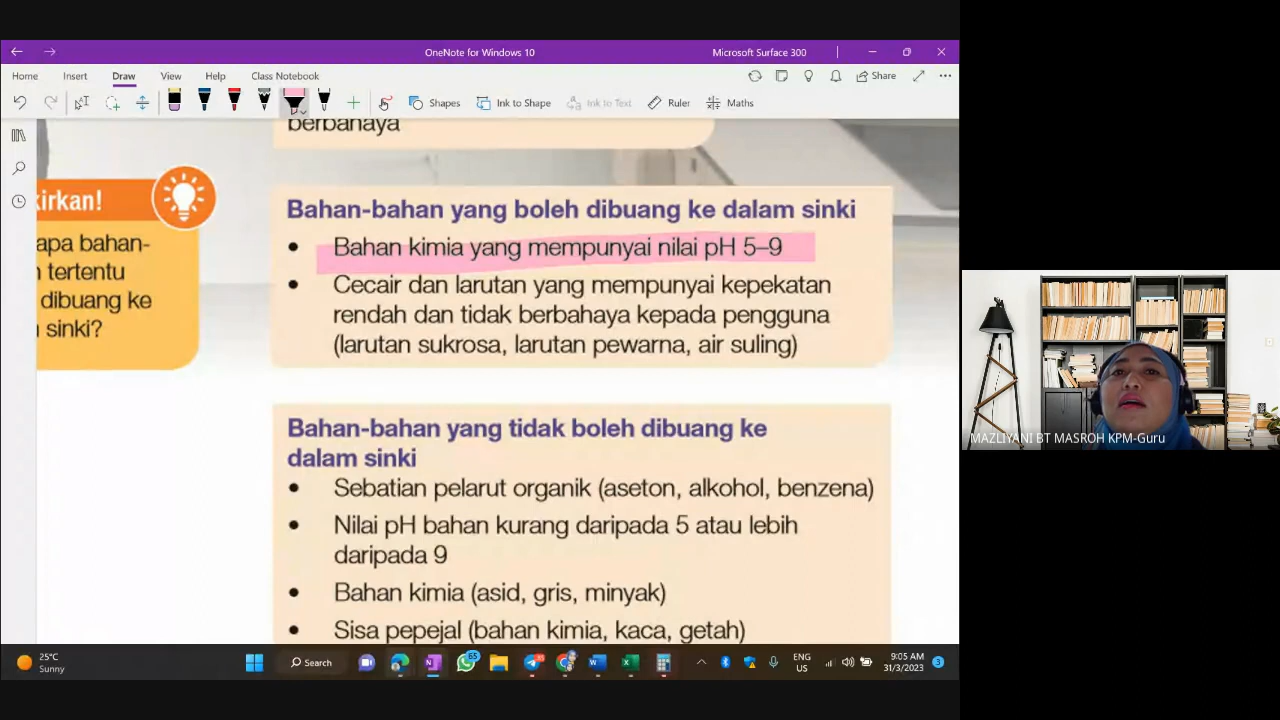 OneNote for Windows 10
Microsoft Surface 300
Home Insert Draw View Help Class Notebook
Share
Shapes Ink to Shape Ink to Text Ruler Maths
berbahaya
kirkan!
apa bahan-
tertentu
dibuang ke
sinki?
Bahan-bahan yang boleh dibuang ke dalam sinki
• Bahan kimia yang mempunyai nilai pH 5–9
• Cecair dan larutan yang mempunyai kepekatan
rendah dan tidak berbahaya kepada pengguna
(larutan sukrosa, larutan pewarna, air suling)
Bahan-bahan yang tidak boleh dibuang ke
dalam sinki
• Sebatian pelarut organik (aseton, alkohol, benzena)
• Nilai pH bahan kurang daripada 5 atau lebih
daripada 9
• Bahan kimia (asid, gris, minyak)
• Sisa pepejal (bahan kimia, kaca, getah)
MAZLIYANI BT MASROH KPM-Guru
25°C
Sunny
Search
65
ENG
US
9:05 AM
31/3/2023
3